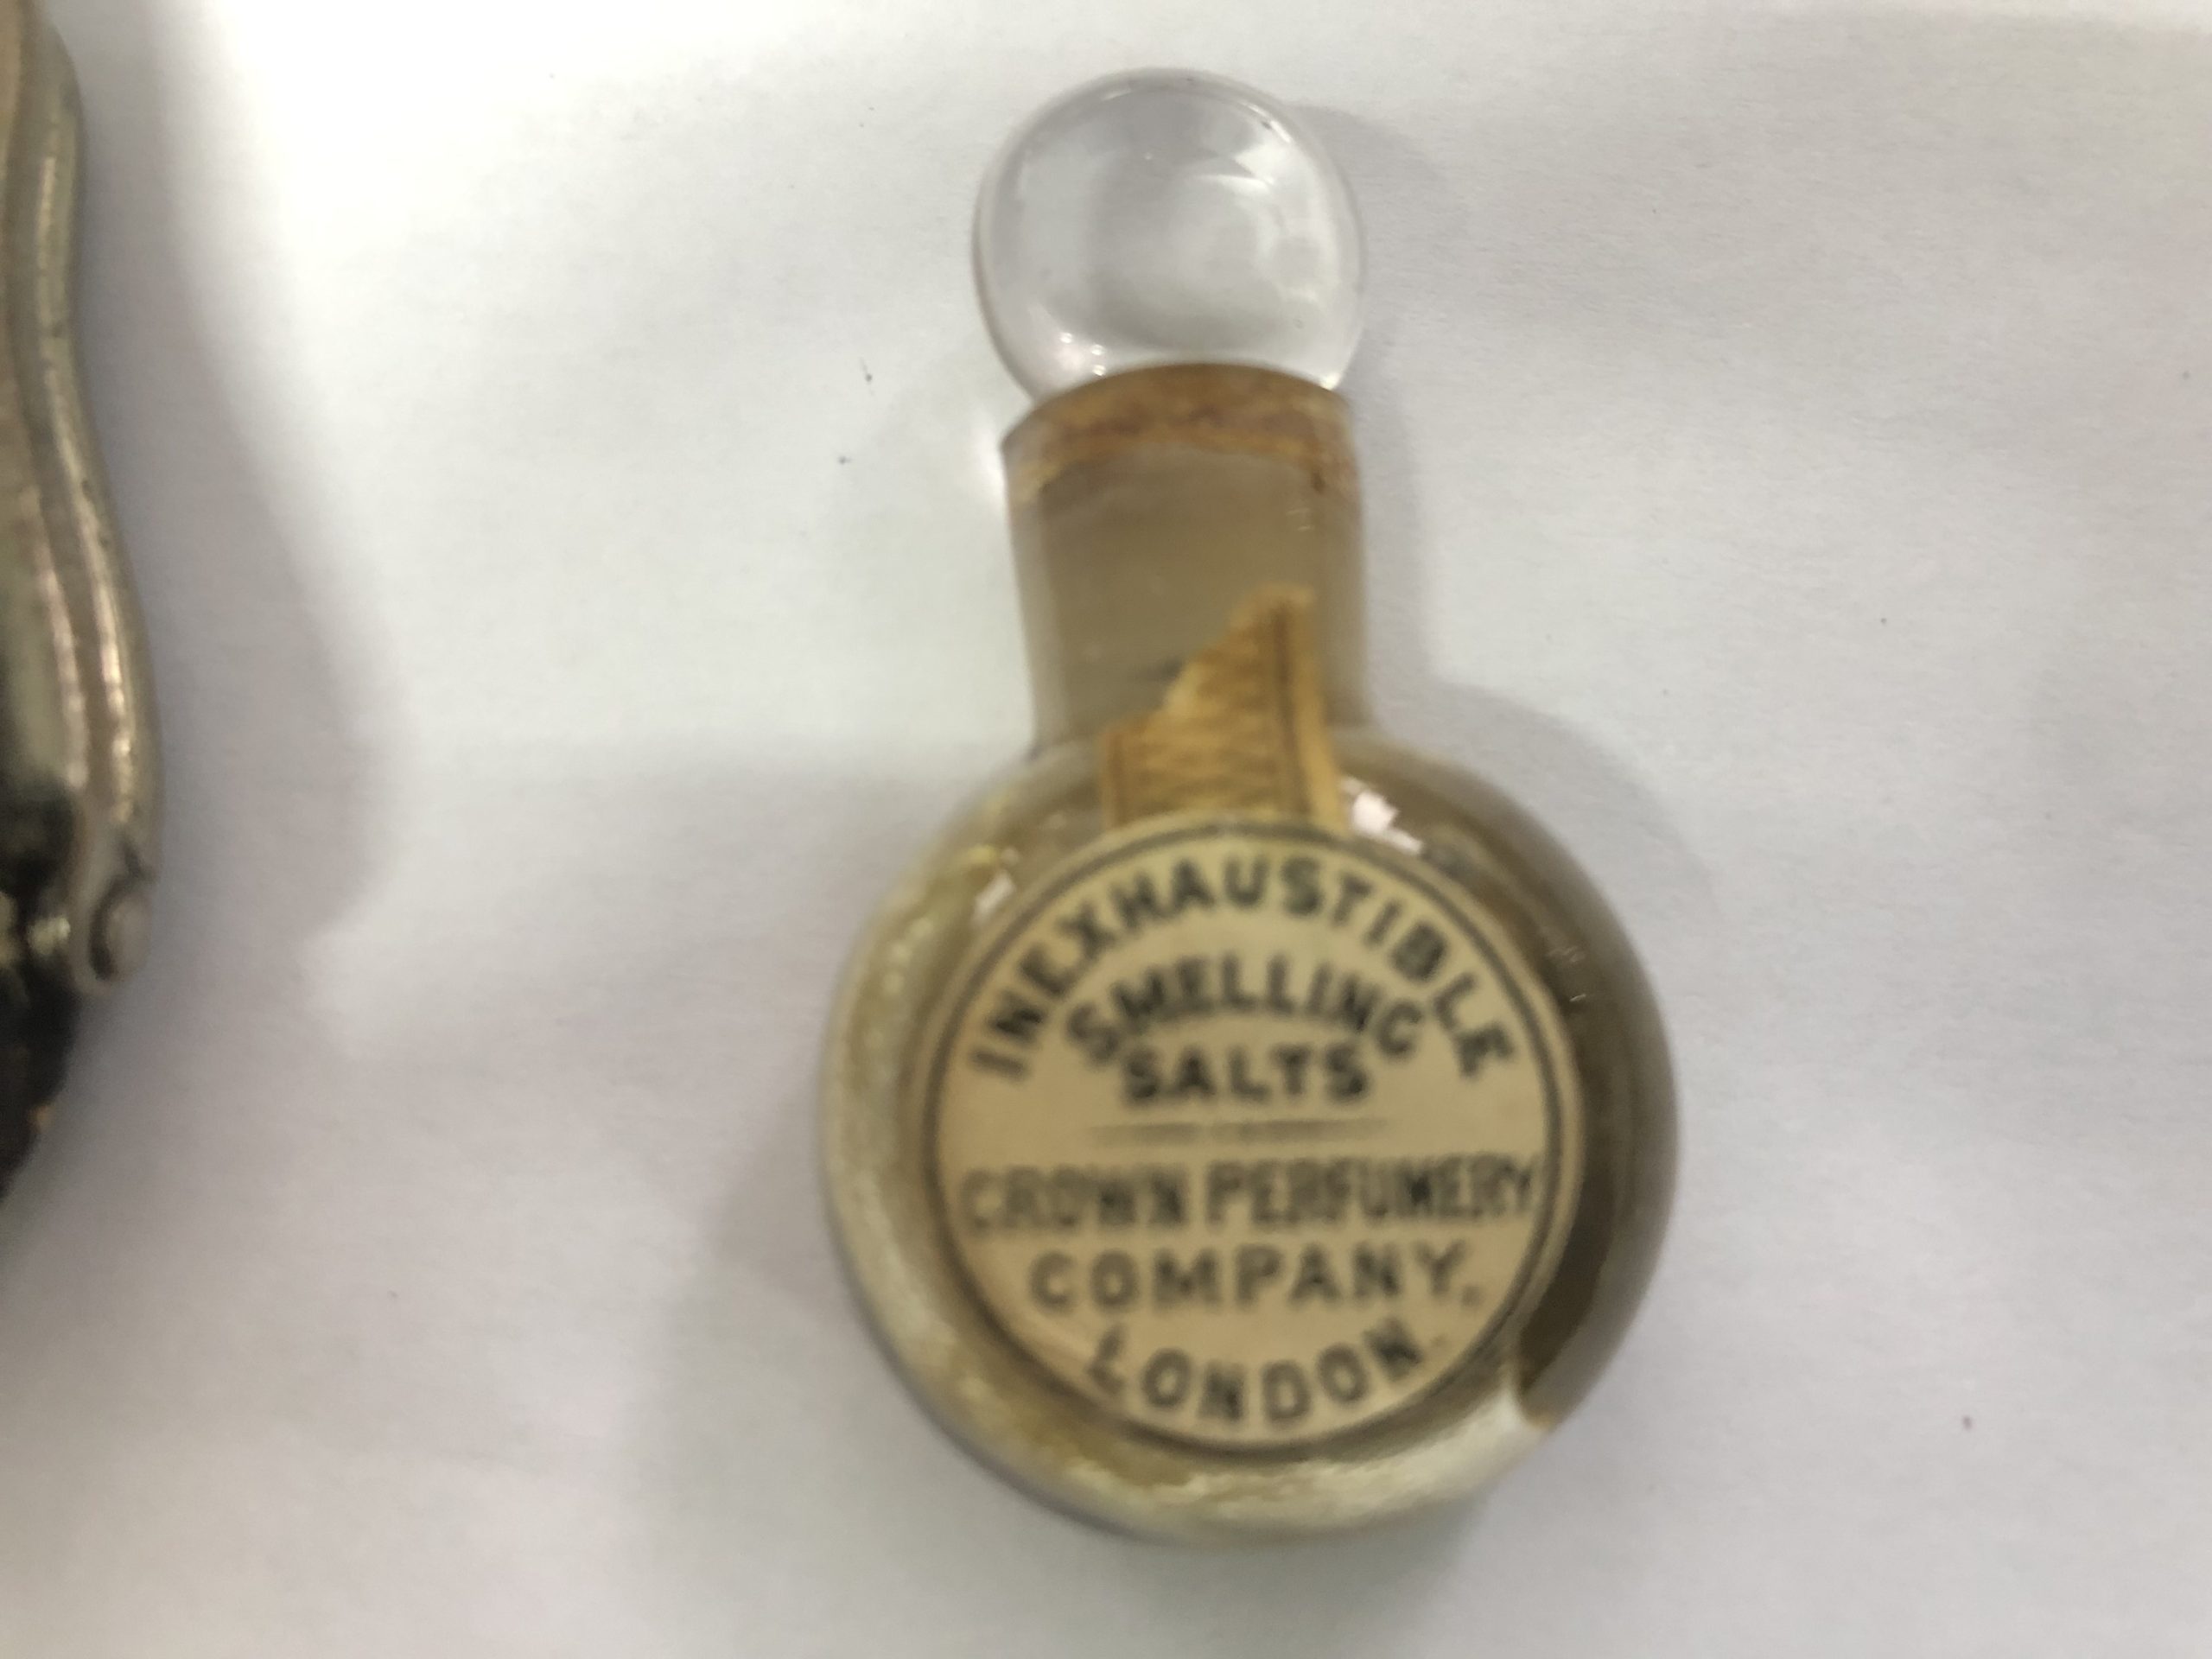 INEXHAUSTIBLE
SMELLING
SALTS
CROWN PERFUMERY
COMPANY.
LONDON.